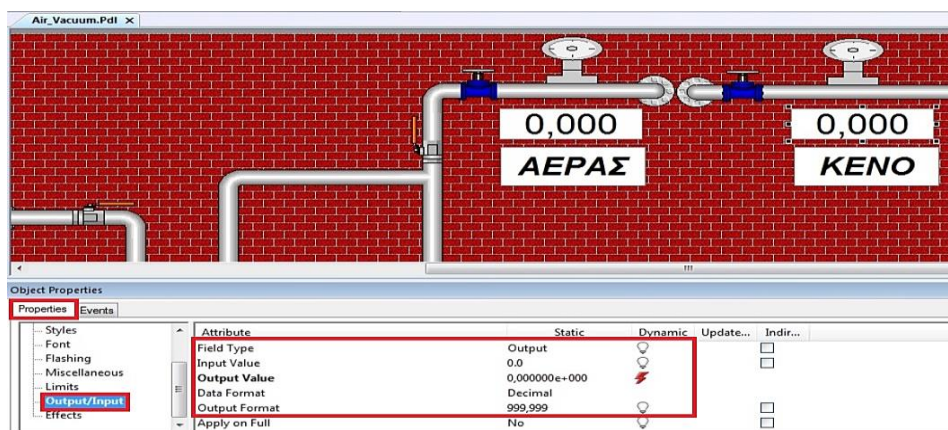 Air_Vacuum.Pdl ×
0,000 0,000
ΑΕΡΑΣ ΚΕΝΟ
Object Properties
Properties Events
Styles
Font
Flashing
Miscellaneous
Limits
Output/Input
Effects
Attribute Static Dynamic Update... Indir...
Field Type Output
Input Value 0.0
Output Value 0,000000e+000
Data Format Decimal
Output Format 999,999
Apply on Full No